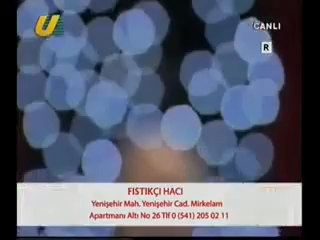 U
CANLI
R
FISTIKÇI HACI
Yenişehir Mah. Yenişehir Cad. Mirkelam
Apartmanı Altı No 26 Tlf 0 (541) 205 02 11